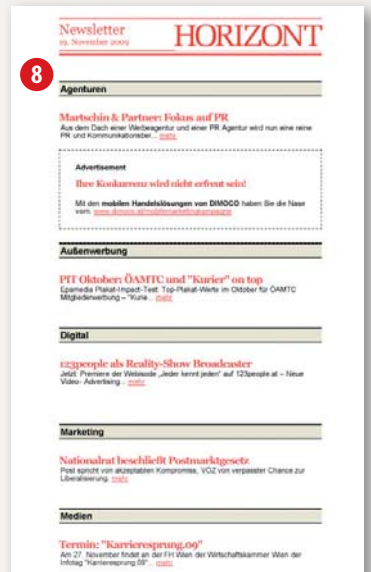 Newsletter
19. November 2009
HORIZONT
8
Agenturen
Martschin & Partner: Fokus auf PR
Aus dem Dach einer Werbeagentur und einer PR Agentur wird nun eine reine
PR und Kommunikationsber... mehr
Advertisement
Ihre Konkurrenz wird nicht erfreut sein!
Mit den mobilen Handelslösungen von DIMOCO haben Sie die Nase
vorn. www.dimoco.at/mobilemarketingkampagne
Außenwerbung
PIT Oktober: ÖAMTC und "Kurier" on top
Epamedia Plakat-Impact-Test: Top-Plakat-Werte im Oktober für ÖAMTC
Mitgliederwerbung – "Kurie... mehr
Digital
123people als Reality-Show Broadcaster
Jetzt: Premiere der Webisode „Jeder kennt jeden" auf 123people.at – Neue
Video- Advertising... mehr
Marketing
Nationalrat beschließt Postmarktgesetz
Post spricht von akzeptablen Kompromiss, VÖZ von verpasster Chance zur
Liberalisierung. mehr
Medien
Termin: "Karrieresprung.09"
Am 27. November findet an der FH Wien der Wirtschaftskammer Wien der
Infotag "Karrieresprung 09"... mehr